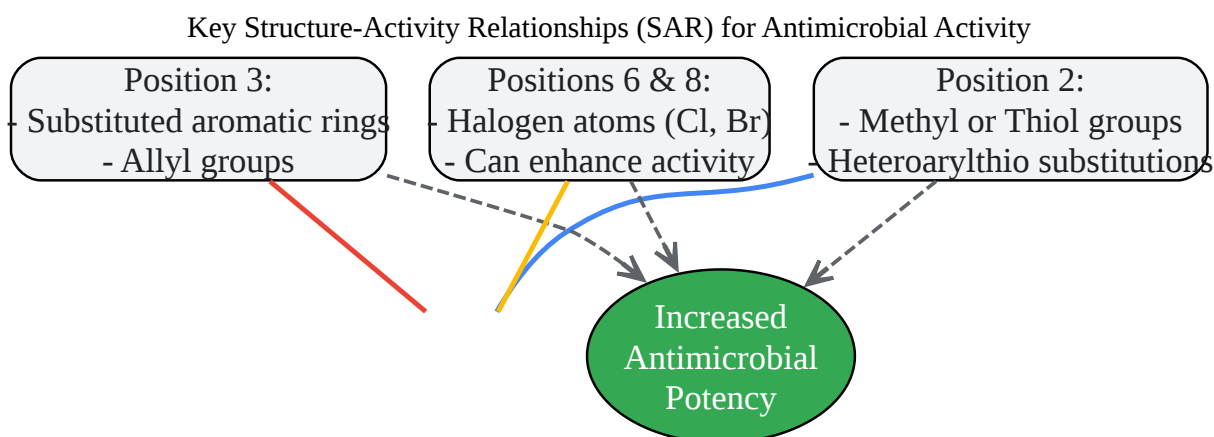 Key Structure-Activity Relationships (SAR) for Antimicrobial Activity
Position 3:
- Substituted aromatic rings
- Allyl groups
Positions 6 & 8:
- Halogen atoms (Cl, Br)
- Can enhance activity
Position 2:
- Methyl or Thiol groups
- Heteroarylthio substitutions
Increased
Antimicrobial
Potency